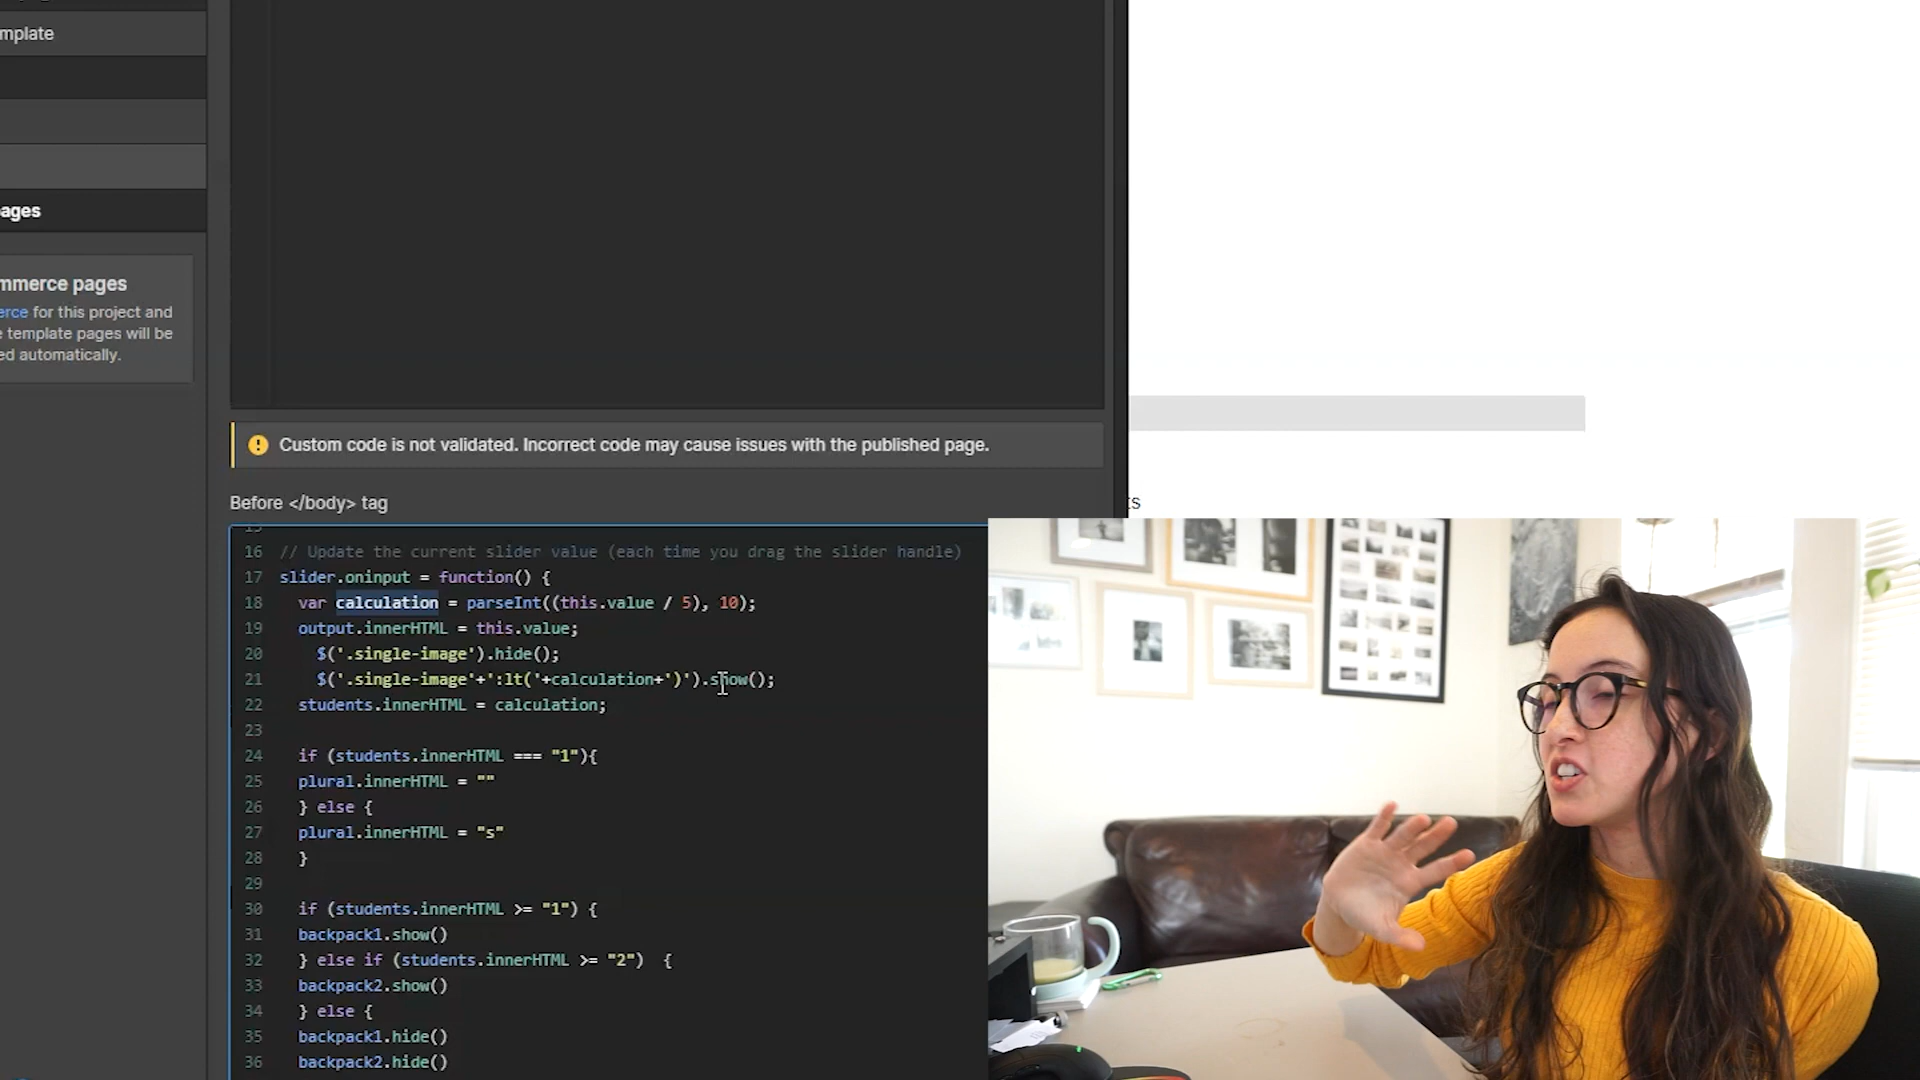 mplate
ages
mmerce pages
erce for this project and
e template pages will be
ed automatically.
Custom code is not validated. Incorrect code may cause issues with the published page.
Before </body> tag
ts
15
16 // Update the current slider value (each time you drag the slider handle)
17 slider.oninput = function() {
18 var calculation = parseInt((this.value / 5), 10);
19 output.innerHTML = this.value;
20 $('.single-image').hide();
21 $('.single-image'+':lt('+calculation+')').show();
22 students.innerHTML = calculation;
23
24 if (students.innerHTML === "1"){
25 plural.innerHTML = ""
26 } else {
27 plural.innerHTML = "s"
28 }
29
30 if (students.innerHTML >= "1") {
31 backpack1.show()
32 } else if (students.innerHTML >= "2") {
33 backpack2.show()
34 } else {
35 backpack1.hide()
36 backpack2.hide()